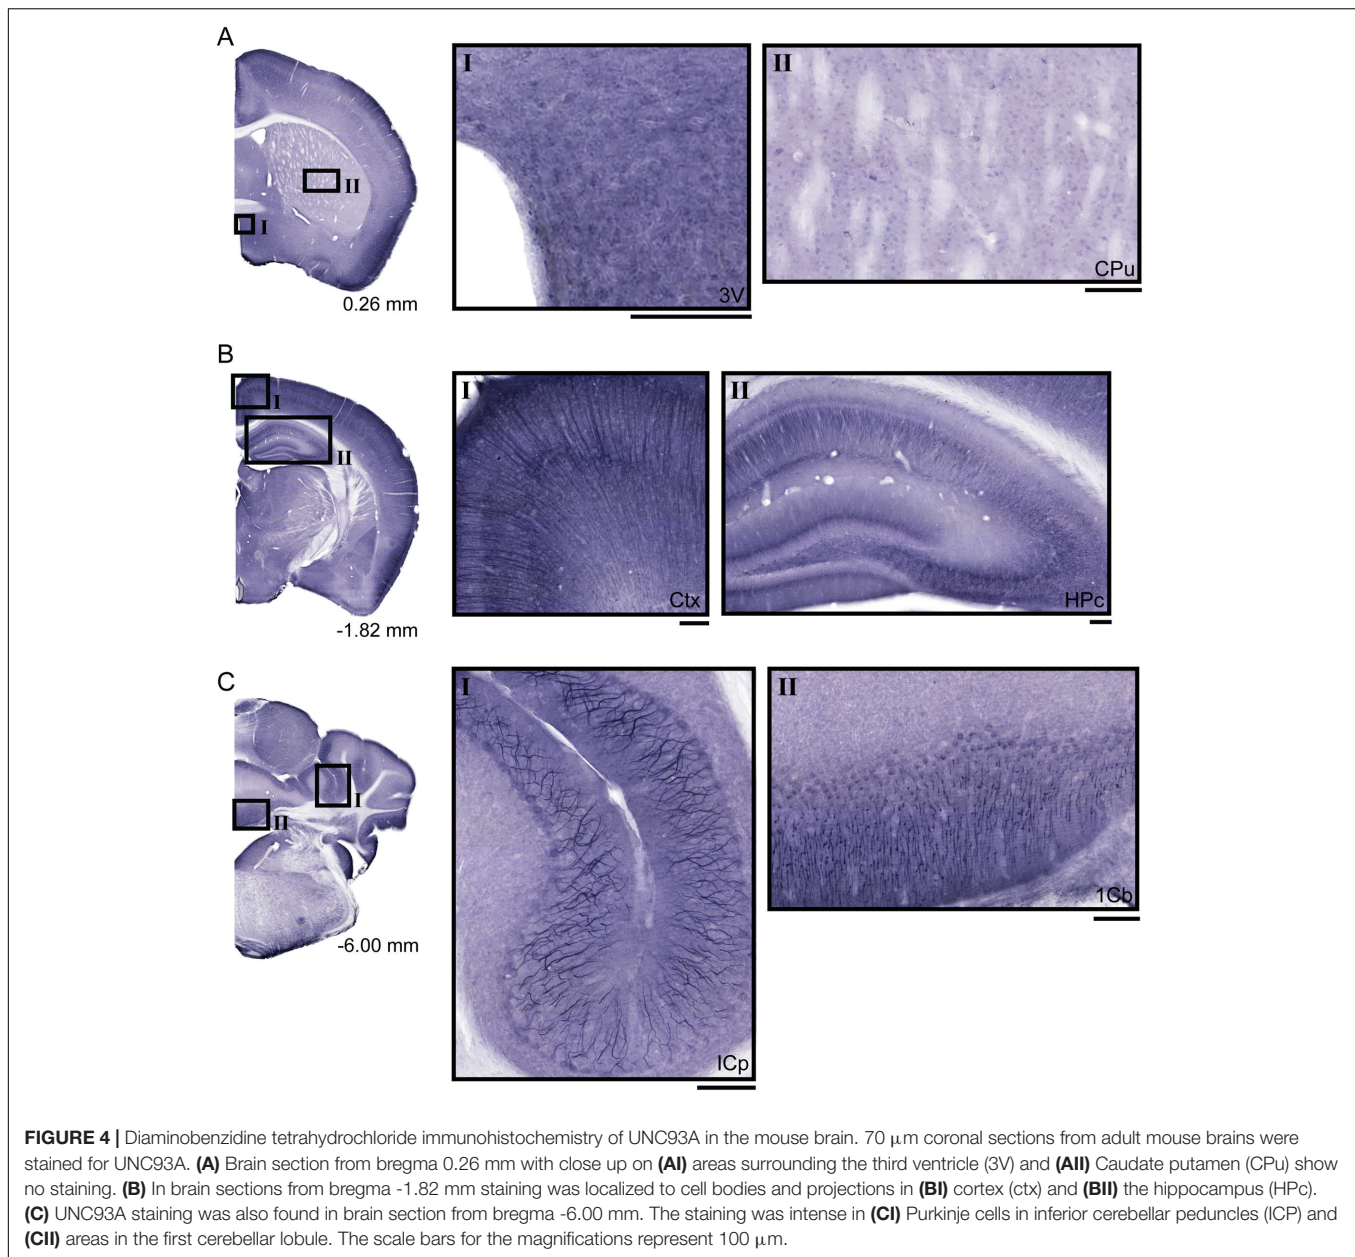 A
I
II
II
I
3V
CPu
0.26 mm
B
I
II
I
II
Ctx
HPc
-1.82 mm
C
I
II
I
II
1Cb
-6.00 mm
ICp
FIGURE 4 | Diaminobenzidine tetrahydrochloride immunohistochemistry of UNC93A in the mouse brain. 70 μm coronal sections from adult mouse brains were
stained for UNC93A. (A) Brain section from bregma 0.26 mm with close up on (AI) areas surrounding the third ventricle (3V) and (AII) Caudate putamen (CPu) show
no staining. (B) In brain sections from bregma -1.82 mm staining was localized to cell bodies and projections in (BI) cortex (ctx) and (BII) the hippocampus (HPc).
(C) UNC93A staining was also found in brain section from bregma -6.00 mm. The staining was intense in (CI) Purkinje cells in inferior cerebellar peduncles (ICP) and
(CII) areas in the first cerebellar lobule. The scale bars for the magnifications represent 100 μm.